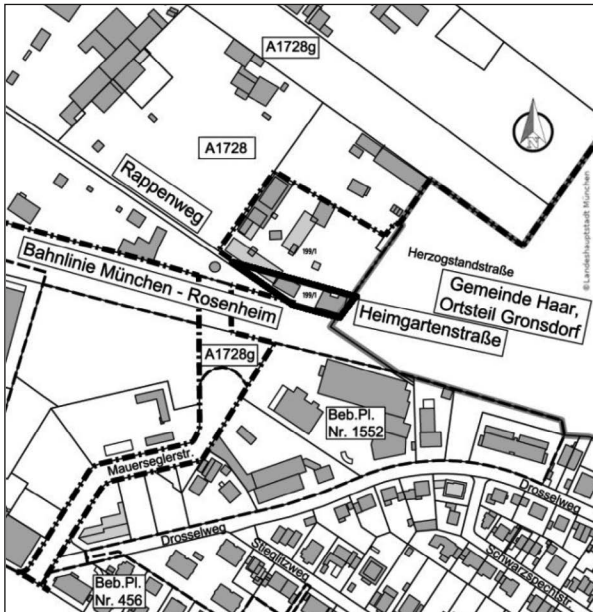 A1728g
A1728
N
Rappenweg
199/1
Herzogstandstraße
Bahnlinie München - Rosenheim
Gemeinde Haar,
Ortsteil Gronsdorf
199/1
Heimgartenstraße
©Landeshauptstadt München
A1728g
Beb.Pl.
Nr. 1552
Mauerseglerstr.
Drosselweg
Drosselweg
Stieglitzweg
Schwarzspechtstr.
Beb.Pl.
Nr. 456